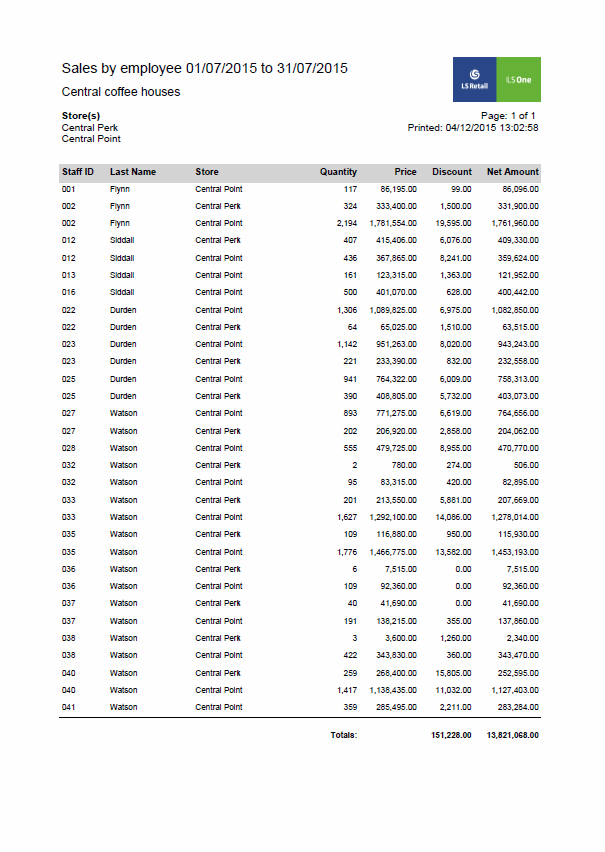 Sales by employee 01/07/2015 to 31/07/2015
Central coffee houses
LS Retail
LS One
Store(s) Page: 1 of 1
Central Perk Printed: 04/12/2015 13:02:58
Central Point
Staff ID Last Name Store Quantity Price Discount Net Amount
001 Flynn Central Point 117 86,195.00 99.00 86,096.00
002 Flynn Central Perk 324 333,400.00 1,500.00 331,900.00
002 Flynn Central Point 2,194 1,781,554.00 19,595.00 1,761,960.00
012 Siddall Central Perk 407 415,406.00 6,076.00 409,330.00
012 Siddall Central Point 436 367,865.00 8,241.00 359,624.00
013 Siddall Central Point 161 123,315.00 1,363.00 121,952.00
016 Siddall Central Point 500 401,070.00 628.00 400,442.00
022 Durden Central Point 1,306 1,089,825.00 6,975.00 1,082,850.00
022 Durden Central Perk 64 65,025.00 1,510.00 63,515.00
023 Durden Central Point 1,142 951,263.00 8,020.00 943,243.00
023 Durden Central Perk 221 233,390.00 832.00 232,558.00
025 Durden Central Point 941 764,322.00 6,009.00 758,313.00
025 Durden Central Perk 390 408,805.00 5,732.00 403,073.00
027 Watson Central Point 893 771,275.00 6,619.00 764,656.00
027 Watson Central Perk 202 206,920.00 2,858.00 204,062.00
028 Watson Central Point 555 479,725.00 8,955.00 470,770.00
032 Watson Central Perk 2 780.00 274.00 506.00
032 Watson Central Point 95 83,315.00 420.00 82,895.00
033 Watson Central Perk 201 213,550.00 5,881.00 207,669.00
033 Watson Central Point 1,627 1,292,100.00 14,086.00 1,278,014.00
035 Watson Central Perk 109 116,880.00 950.00 115,930.00
035 Watson Central Point 1,776 1,466,775.00 13,582.00 1,453,193.00
036 Watson Central Perk 6 7,515.00 0.00 7,515.00
036 Watson Central Point 109 92,360.00 0.00 92,360.00
037 Watson Central Perk 40 41,690.00 0.00 41,690.00
037 Watson Central Point 191 138,215.00 355.00 137,860.00
038 Watson Central Perk 3 3,600.00 1,260.00 2,340.00
038 Watson Central Point 422 343,830.00 360.00 343,470.00
040 Watson Central Perk 259 268,400.00 15,805.00 252,595.00
040 Watson Central Point 1,417 1,138,435.00 11,032.00 1,127,403.00
041 Watson Central Point 359 285,495.00 2,211.00 283,284.00
Totals: 151,228.00 13,821,068.00